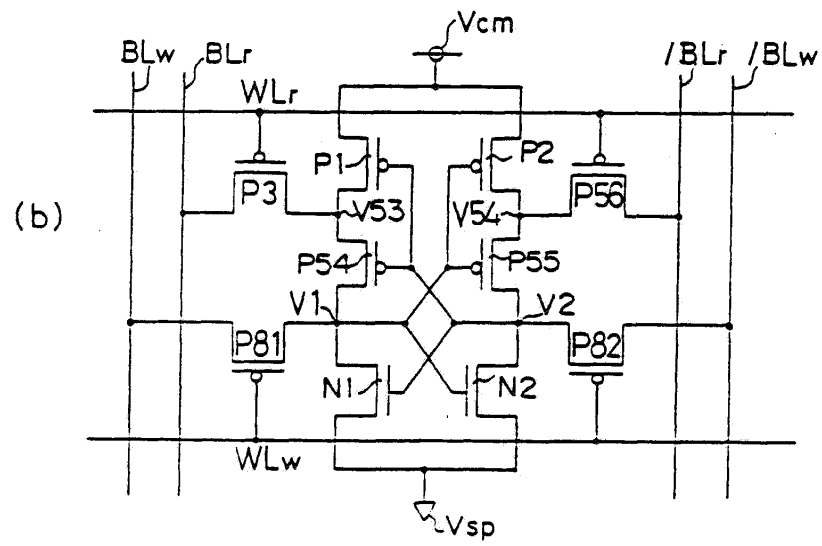 Vcm
BLw BLr /BLr /BLw
WLr
P1 P2
P3 P56
(b)
V53 V54
P54 P55
V1 V2
P81 P82
N1 N2
WLw
Vsp